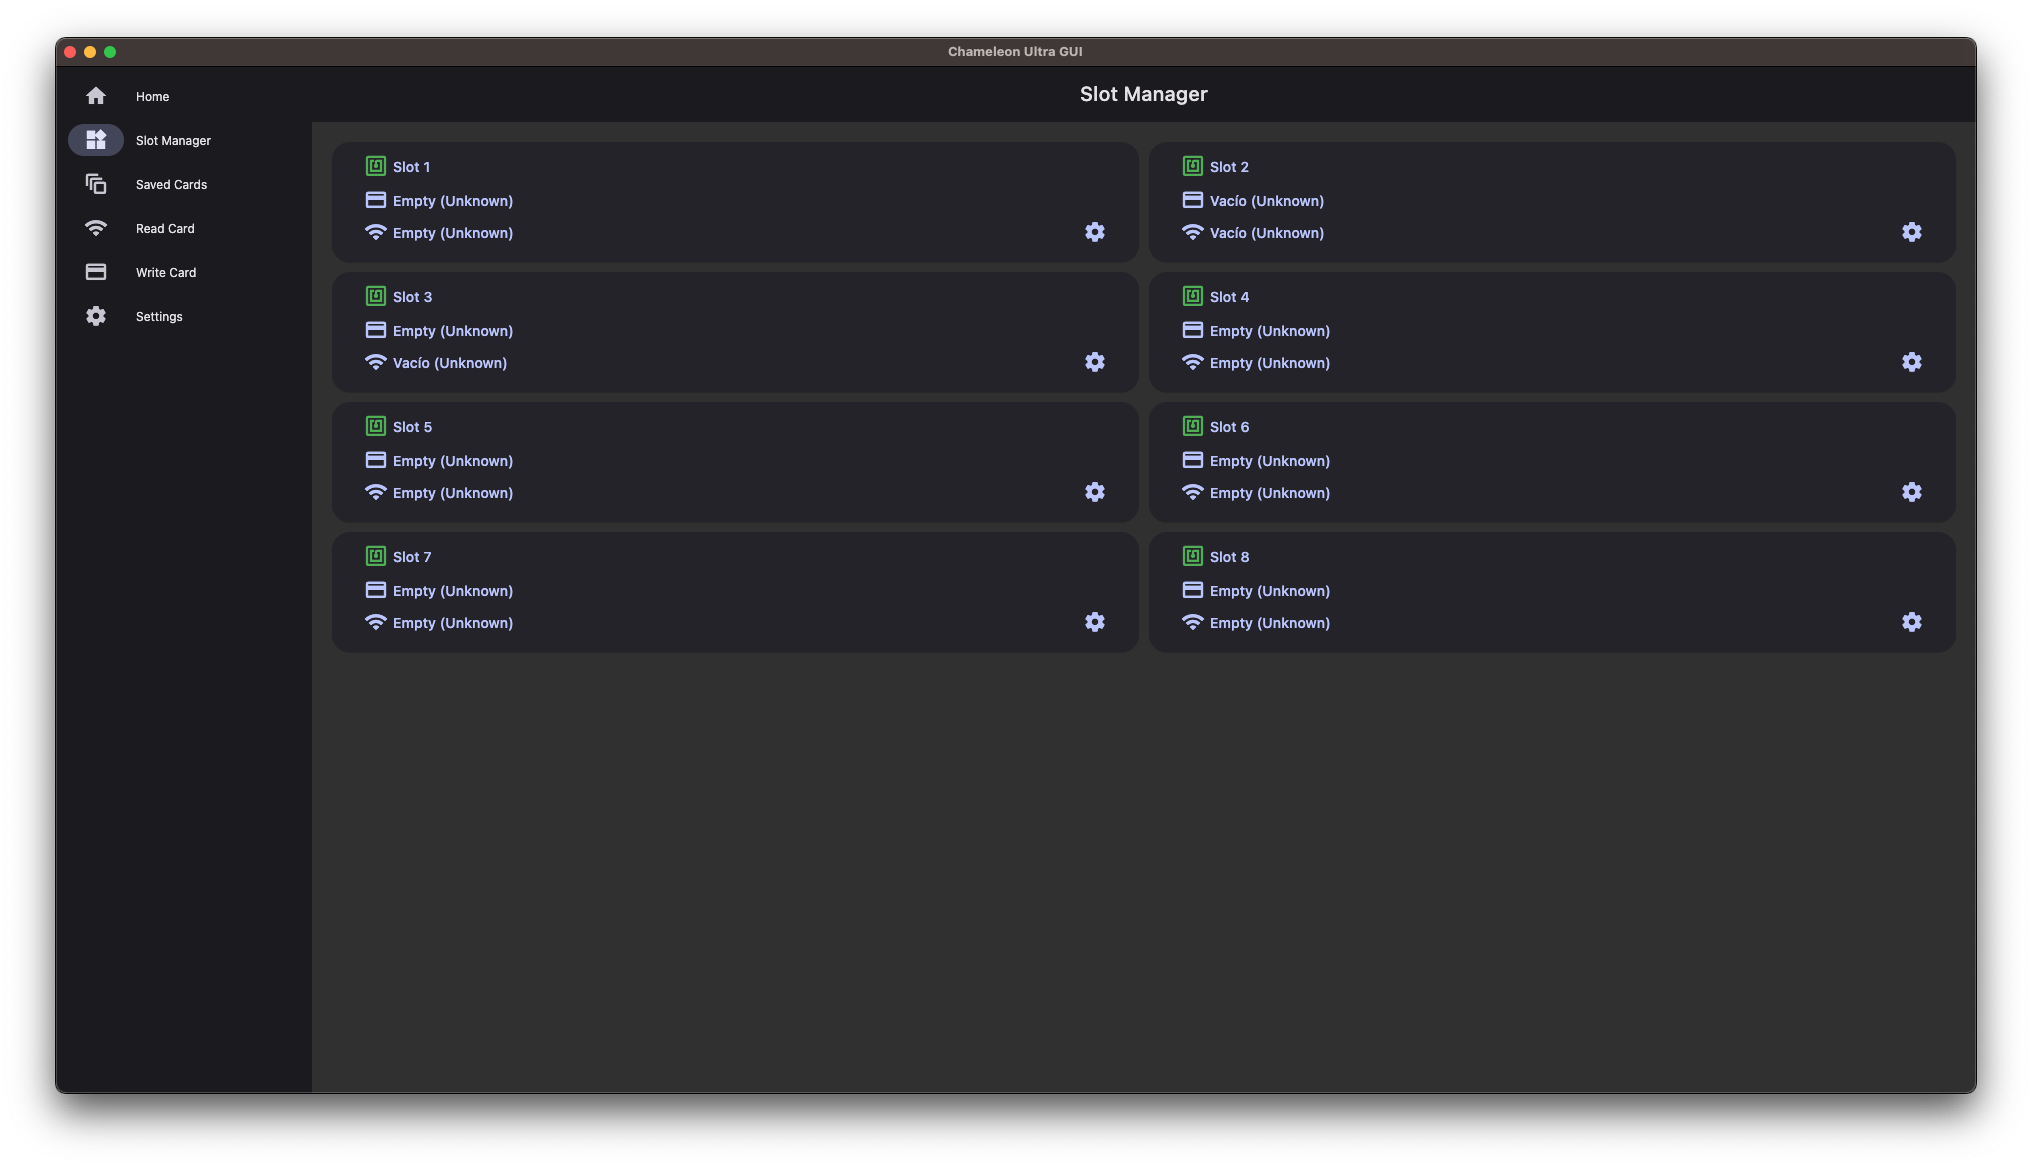 Chameleon Ultra GUI
Home
Slot Manager
Saved Cards
Read Card
Write Card
Settings
Slot Manager
Slot 1
Empty (Unknown)
Empty (Unknown)
Slot 2
Vacío (Unknown)
Vacío (Unknown)
Slot 3
Empty (Unknown)
Vacío (Unknown)
Slot 4
Empty (Unknown)
Empty (Unknown)
Slot 5
Empty (Unknown)
Empty (Unknown)
Slot 6
Empty (Unknown)
Empty (Unknown)
Slot 7
Empty (Unknown)
Empty (Unknown)
Slot 8
Empty (Unknown)
Empty (Unknown)